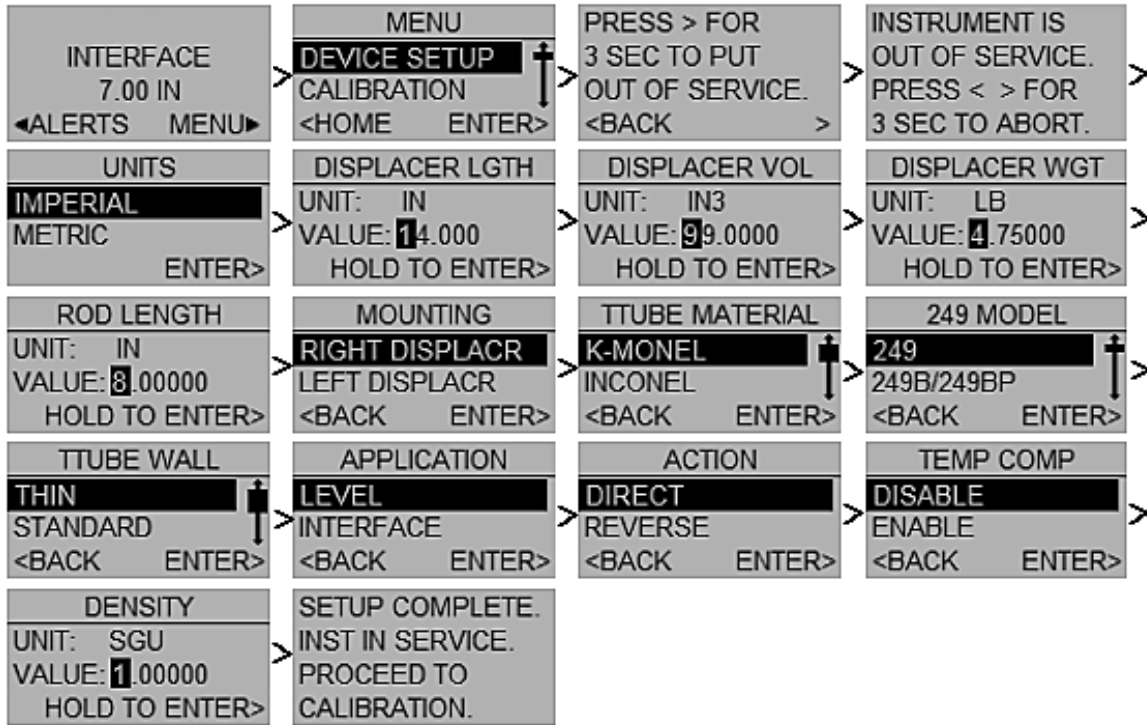 INTERFACE
7.00 IN
◄ALERTS MENU►
>
MENU
DEVICE SETUP
CALIBRATION
<HOME ENTER>
>
PRESS > FOR
3 SEC TO PUT
OUT OF SERVICE.
<BACK >
>
INSTRUMENT IS
OUT OF SERVICE.
PRESS < > FOR
3 SEC TO ABORT.
>
UNITS
IMPERIAL
METRIC
ENTER>
>
DISPLACER LGTH
UNIT: IN
VALUE: 14.000
HOLD TO ENTER>
>
DISPLACER VOL
UNIT: IN3
VALUE: 99.0000
HOLD TO ENTER>
>
DISPLACER WGT
UNIT: LB
VALUE: 4.75000
HOLD TO ENTER>
>
ROD LENGTH
UNIT: IN
VALUE: 8.00000
HOLD TO ENTER>
>
MOUNTING
RIGHT DISPLACR
LEFT DISPLACR
<BACK ENTER>
>
TTUBE MATERIAL
K-MONEL
INCONEL
<BACK ENTER>
>
249 MODEL
249
249B/249BP
<BACK ENTER>
>
TTUBE WALL
THIN
STANDARD
<BACK ENTER>
>
APPLICATION
LEVEL
INTERFACE
<BACK ENTER>
>
ACTION
DIRECT
REVERSE
<BACK ENTER>
>
TEMP COMP
DISABLE
ENABLE
<BACK ENTER>
>
DENSITY
UNIT: SGU
VALUE: 1.00000
HOLD TO ENTER>
>
SETUP COMPLETE.
INST IN SERVICE.
PROCEED TO
CALIBRATION.